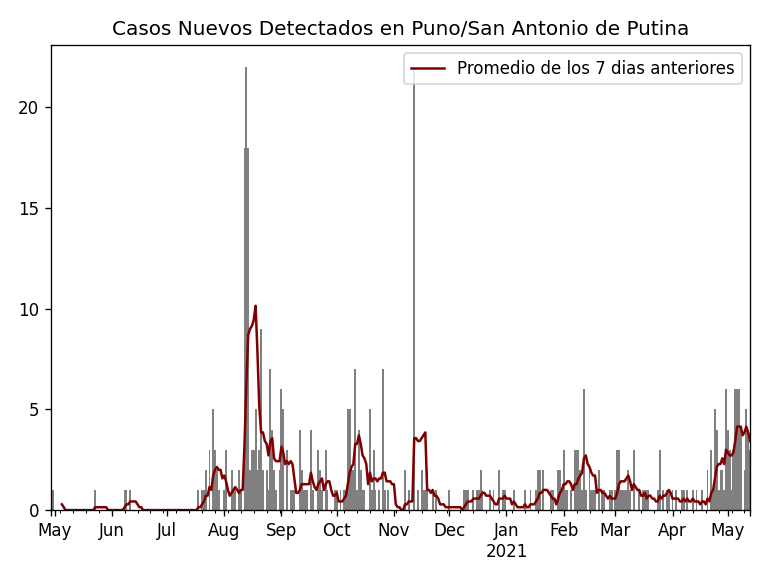 Casos Nuevos Detectados en Puno/San Antonio de Putina
Promedio de los 7 dias anteriores
20
15
10
5
0
May Jun Jul Aug Sep Oct Nov Dec Jan Feb Mar Apr May
2021